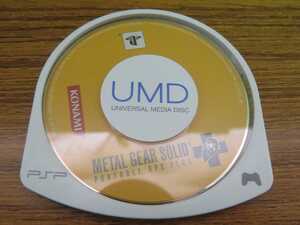 UMD
UNIVERSAL MEDIA DISC
KONAMI
METAL GEAR SOLID
PORTABLE OPS PLUS
PSP